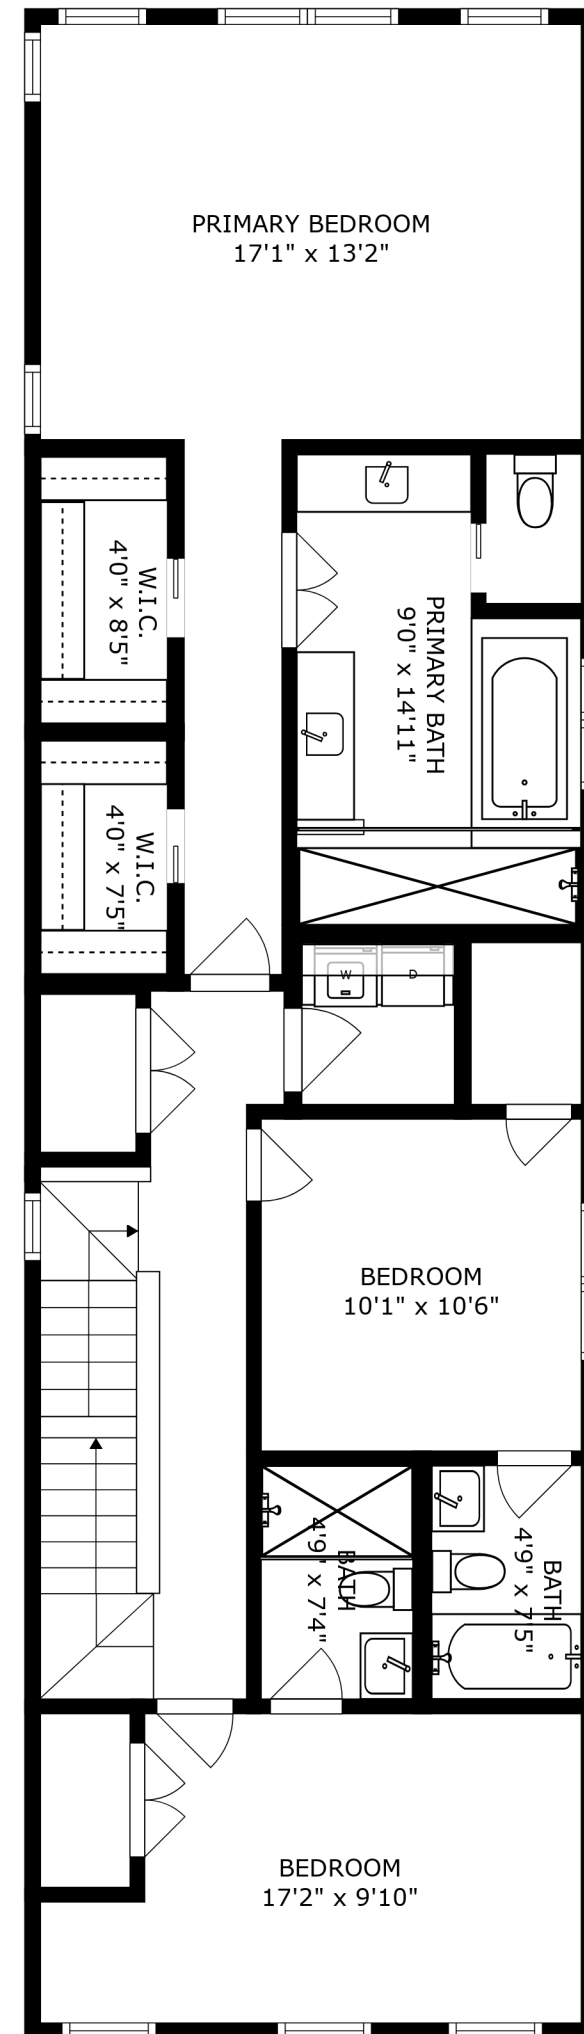 PRIMARY BEDROOM
17'1" x 13'2"
W.I.C.
4'0" x 8'5"
PRIMARY BATH
9'0" x 14'11"
W.I.C.
4'0" x 7'5"
W
D
BEDROOM
10'1" x 10'6"
BATH
4'9" x 7'4"
BATH
4'9" x 7'5"
BEDROOM
17'2" x 9'10"